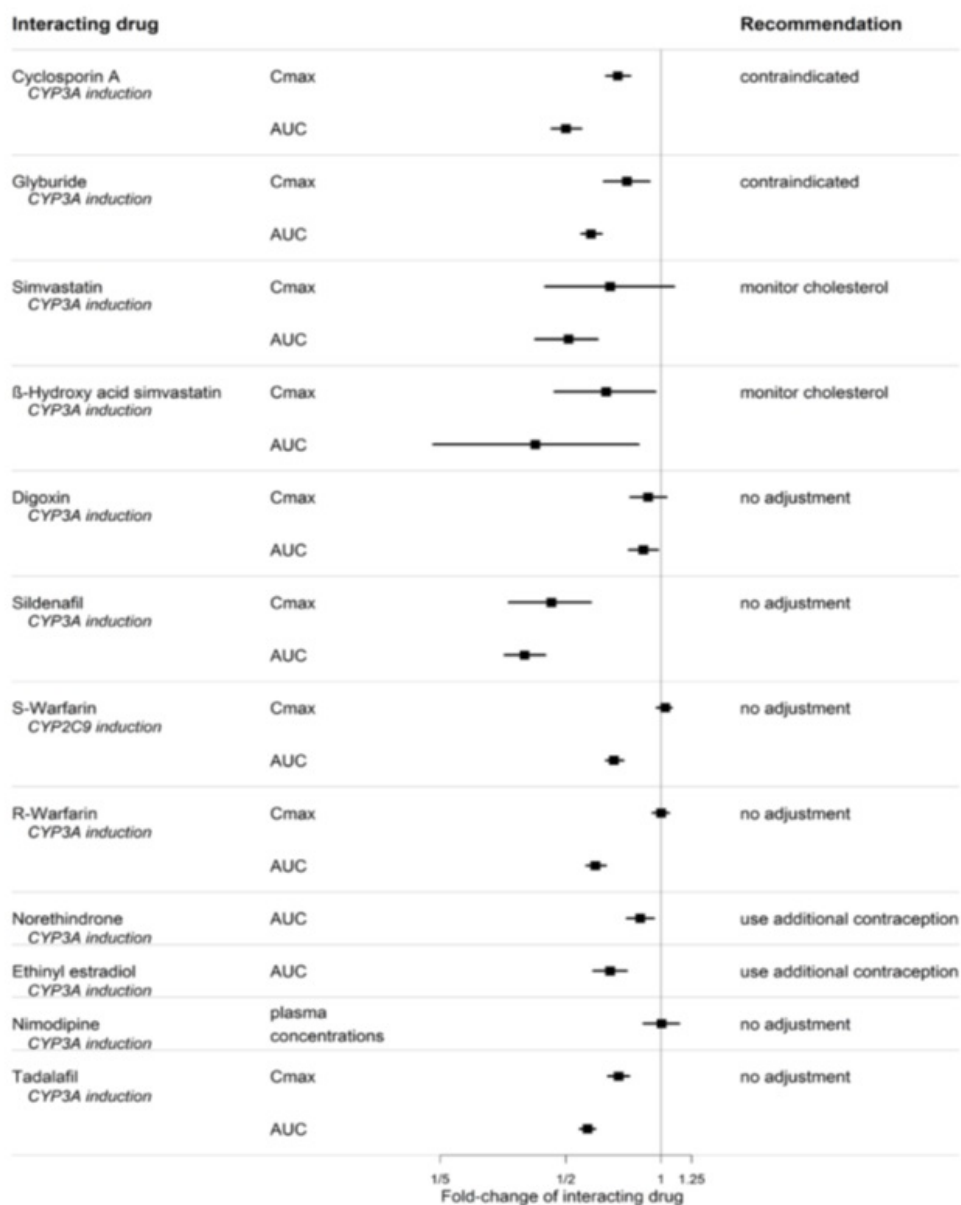 Interacting drug Recommendation
Cyclosporin A Cmax contraindicated
CYP3A induction
AUC
Glyburide Cmax contraindicated
CYP3A induction
AUC
Simvastatin Cmax monitor cholesterol
CYP3A induction
AUC
ß-Hydroxy acid simvastatin Cmax monitor cholesterol
CYP3A induction
AUC
Digoxin Cmax no adjustment
CYP3A induction
AUC
Sildenafil Cmax no adjustment
CYP3A induction
AUC
S-Warfarin Cmax no adjustment
CYP2C9 induction
AUC
R-Warfarin Cmax no adjustment
CYP3A induction
AUC
Norethindrone AUC use additional contraception
CYP3A induction
Ethinyl estradiol AUC use additional contraception
CYP3A induction
Nimodipine plasma concentrations no adjustment
CYP3A induction
Tadalafil Cmax no adjustment
CYP3A induction
AUC
1/5 1/2 1 1.25
Fold-change of interacting drug